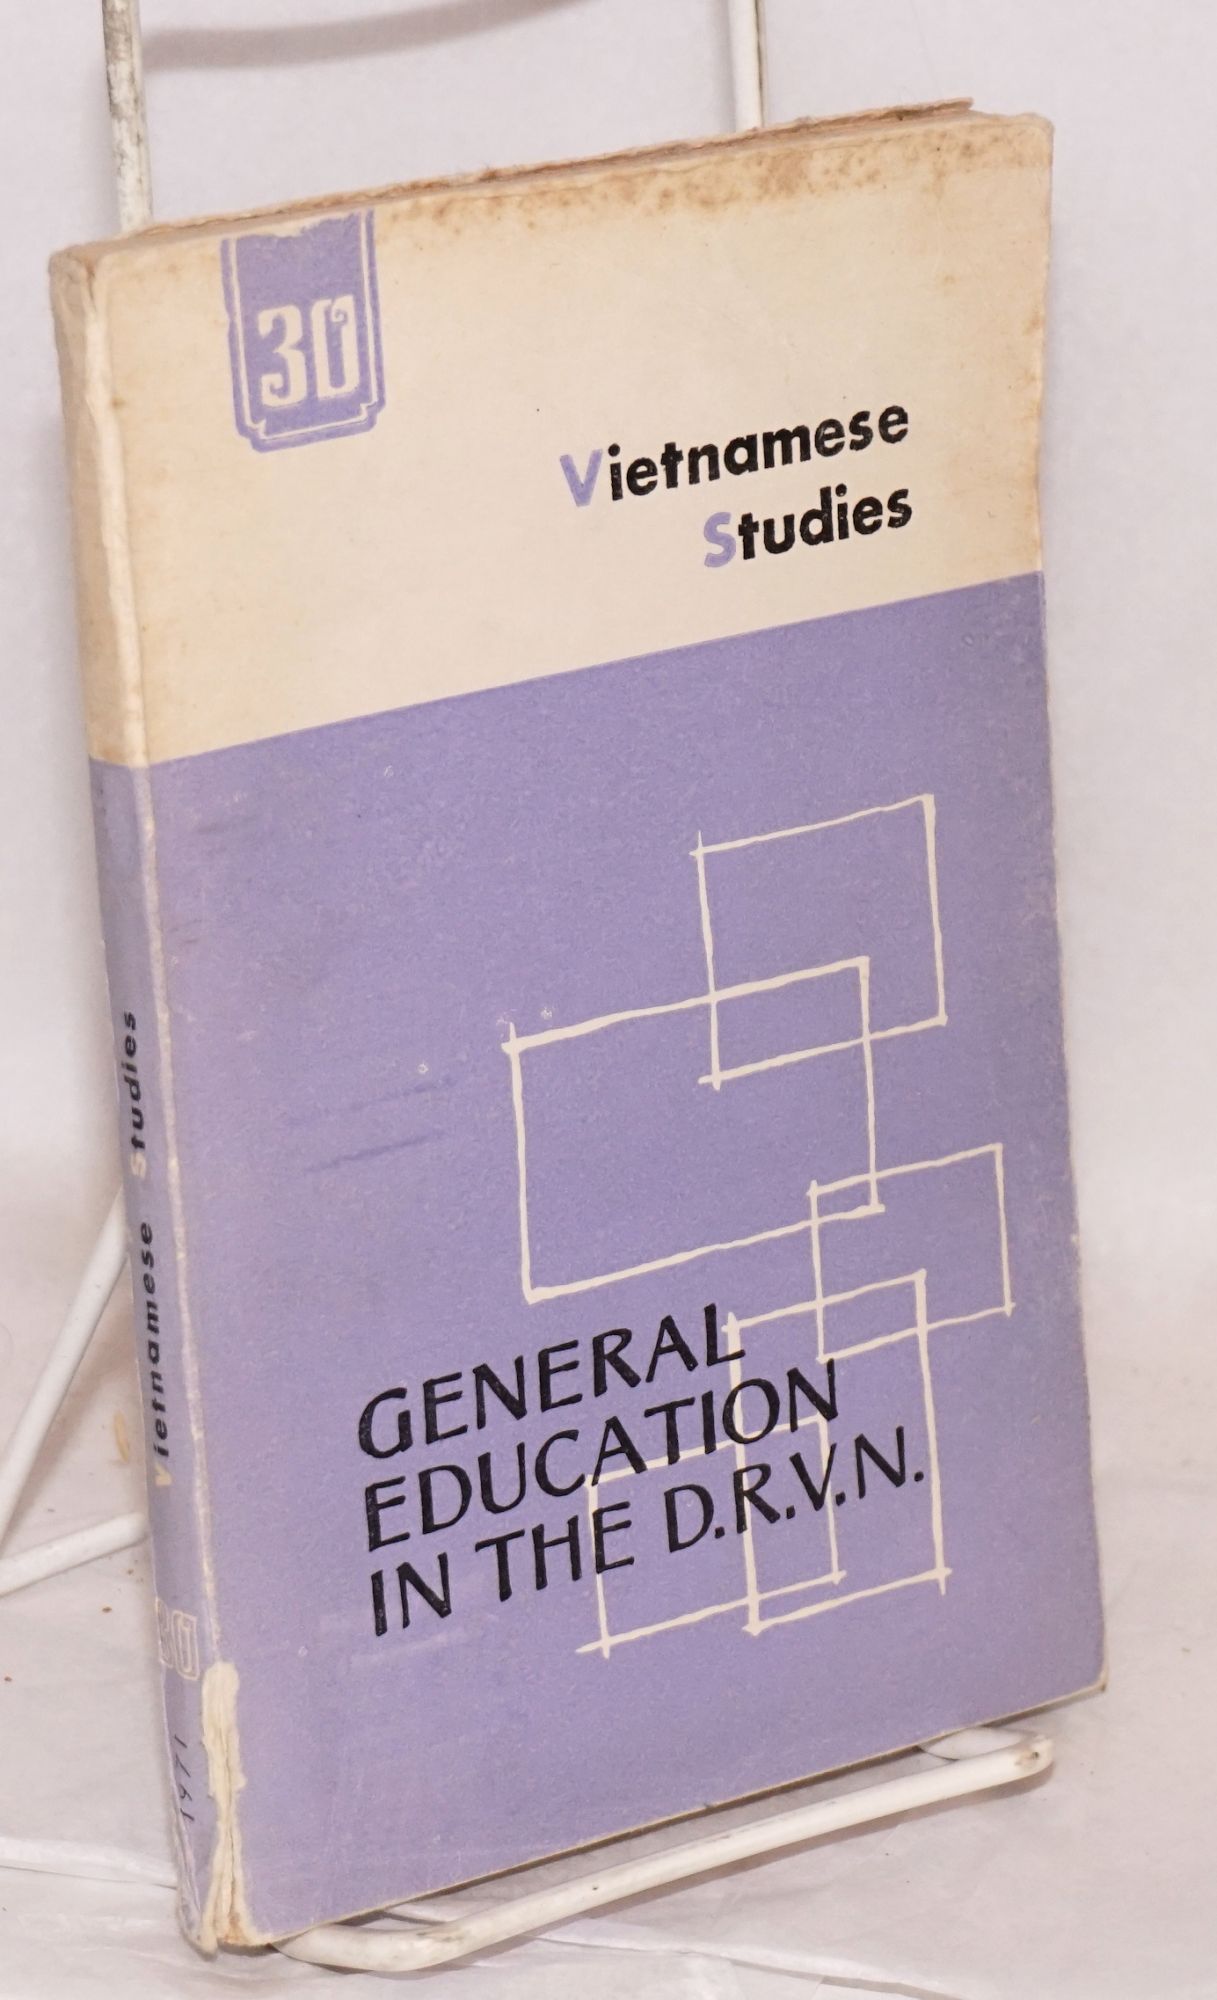 30
Vietnamese
Studies
GENERAL
EDUCATION
IN THE D.R.V.N.
Vietnamese Studies
30
1971